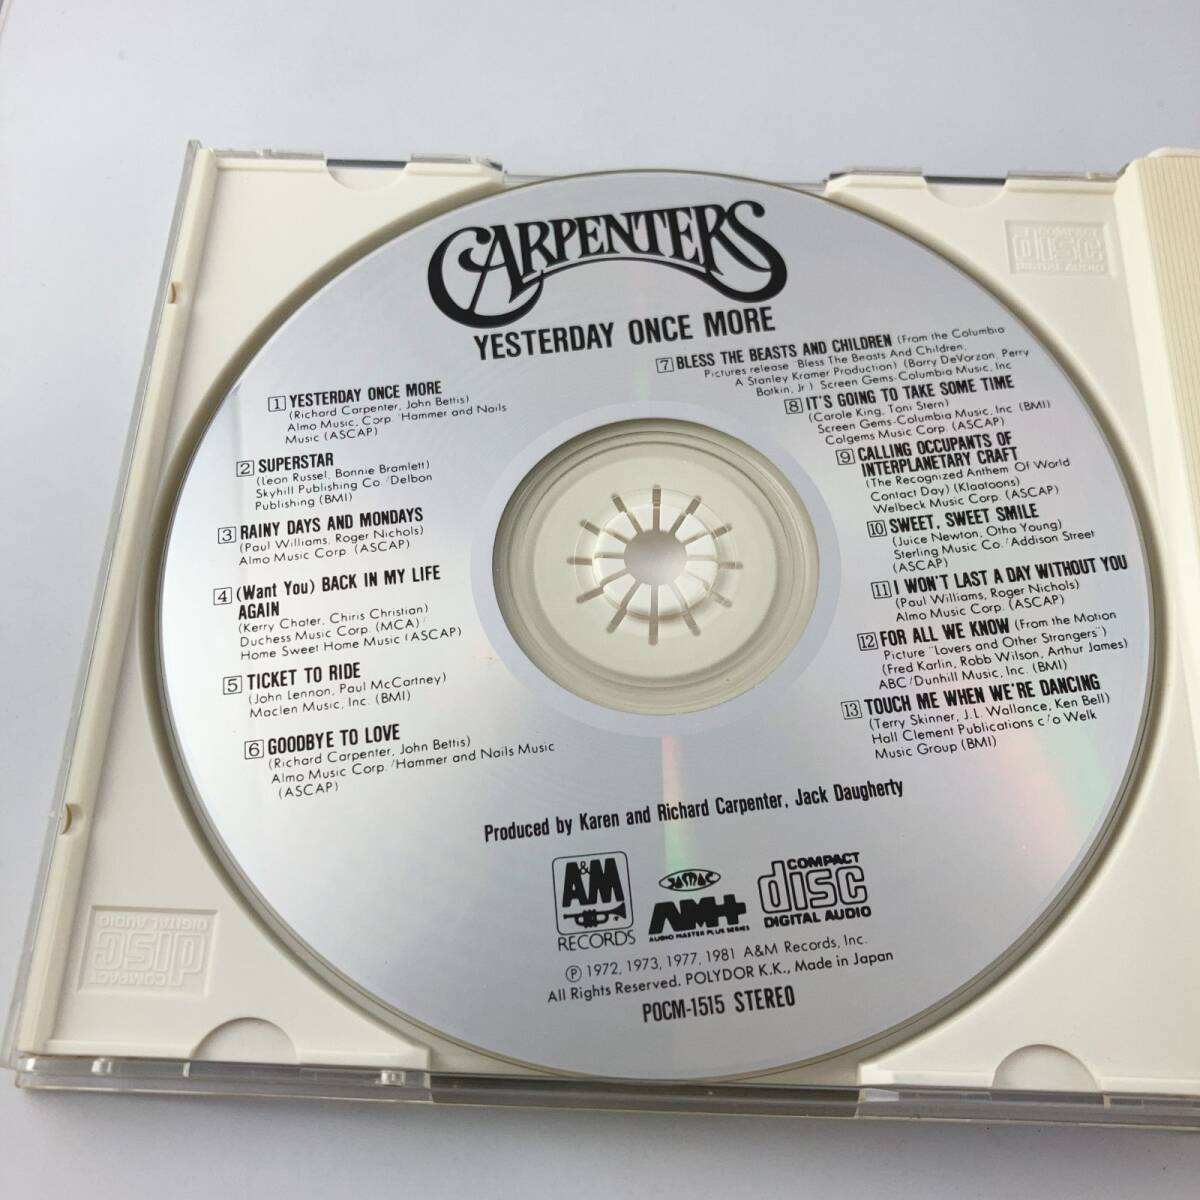 CARPENTERS
YESTERDAY ONCE MORE
1 YESTERDAY ONCE MORE
(Richard Carpenter, John Bettis)
Almo Music, Corp. /Hammer and Nails
Music (ASCAP)
2 SUPERSTAR
(Leon Russel, Bonnie Bramlett)
Skyhill Publishing Co. /Delbon
Publishing (BMI)
3 RAINY DAYS AND MONDAYS
(Paul Williams, Roger Nichols)
Almo Music Corp. (ASCAP)
4 (Want You) BACK IN MY LIFE
AGAIN
(Kerry Chater, Chiris Christian)
Duchess Music Corp. (MCA)/
Home Sweet Home Music (ASCAP)
5 TICKET TO RIDE
(John Lennon, Paul McCartney)
Maclen Music, Inc. (BMI)
6 GOODBYE TO LOVE
(Richard Carpenter, John Bettis)
Almo Music Corp. /Hammer and Nails Music
(ASCAP)
7 BLESS THE BEASTS AND CHILDREN (From the Columbia
Pictures release "Bless The Beasts And Children,
A Stanley Kramer Production) (Barry DeVorzon, Perry
Botkin, Jr.) Screen Gems-Columbia Music, Inc
8 IT'S GOING TO TAKE SOME TIME
(Carole King, Toni Stern)
Screen Gems-Columbia Music, Inc (BMI)
Colgems Music Corp. (ASCAP)
9 CALLING OCCUPANTS OF
INTERPLANETARY CRAFT
(The Recognized Anthem Of World
Contact Day) (Klaatoons)
Welbeck Music Corp. (ASCAP)
10 SWEET, SWEET SMILE
(Juice Newton, Otha Young)
Sterling Music Co. /Addison Street
(ASCAP)
11 I WON'T LAST A DAY WITHOUT YOU
(Paul Williams, Roger Nichols)
Almo Music Corp. (ASCAP)
12 FOR ALL WE KNOW (From the Motion
Picture "Lovers and Other Strangers")
(Fred Karlin, Robb Wilson, Arthur James)
ABC/Dunhill Music, Inc. (BMI)
13 TOUCH ME WHEN WE'RE DANCING
(Terry Skinner, J.L. Wallance, Ken Bell)
Hall Clement Publications c/o Welk
Music Group (BMI)
Produced by Karen and Richard Carpenter, Jack Daugherty
A&M
RECORDS
JASRAC
AM+
AUDIO MASTER PLUS SERIES
COMPACT
disc
DIGITAL AUDIO
Ⓟ 1972, 1973, 1977, 1981 A&M Records, Inc.
All Rights Reserved. POLYDOR K.K., Made in Japan
POCM-1515 STEREO
COMPACT
disc
DIGITAL AUDIO
COMPACT
disc
DIGITAL AUDIO